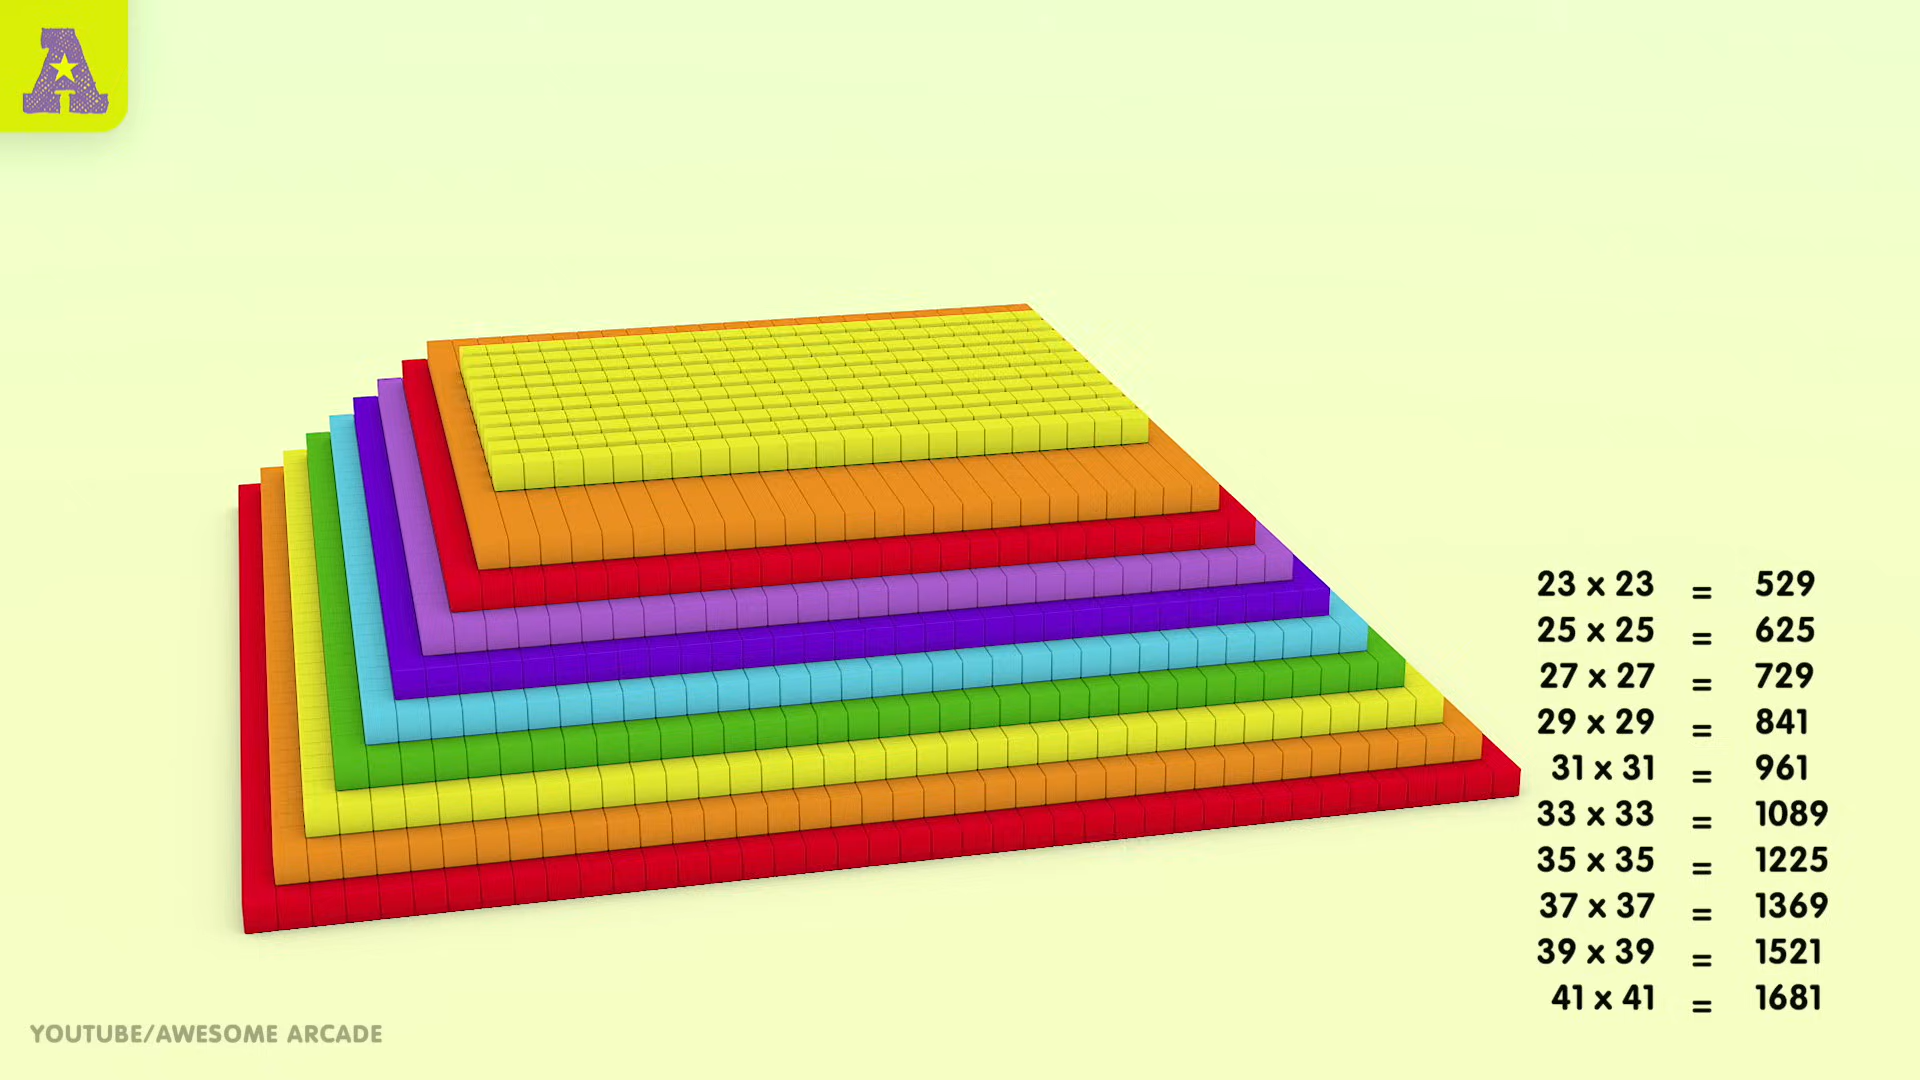 A
23 x 23 = 529
25 x 25 = 625
27 x 27 = 729
29 x 29 = 841
31 x 31 = 961
33 x 33 = 1089
35 x 35 = 1225
37 x 37 = 1369
39 x 39 = 1521
41 x 41 = 1681
YOUTUBE/AWESOME ARCADE